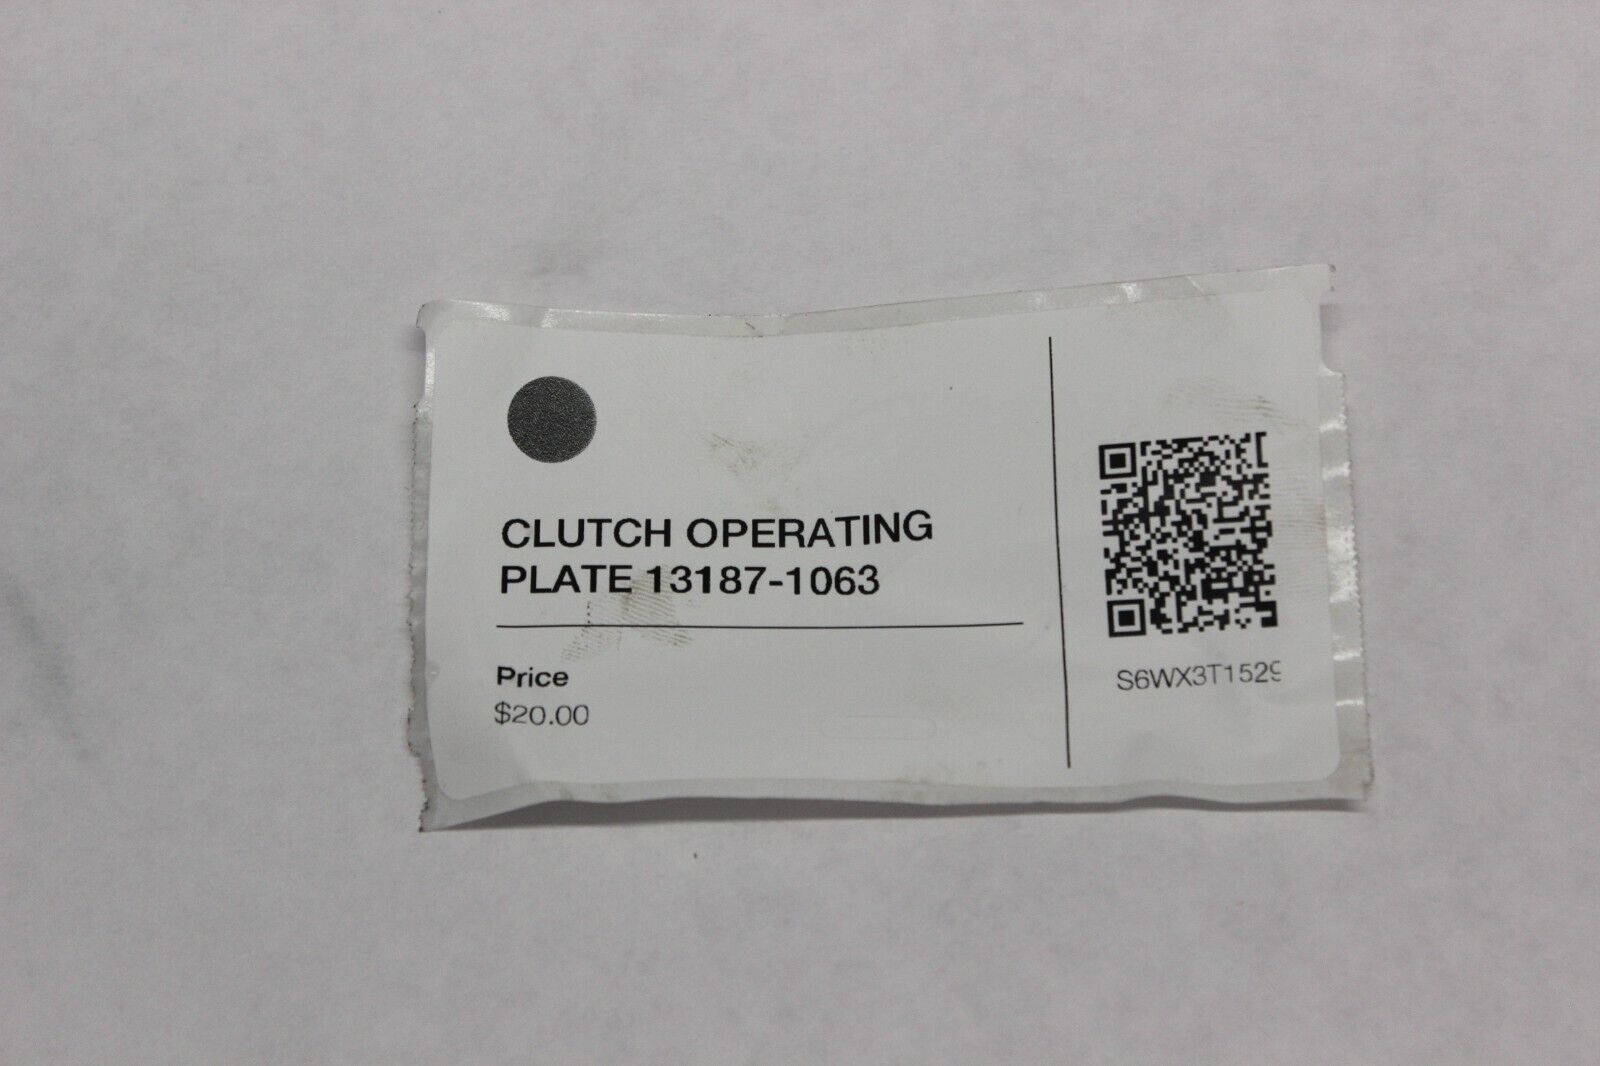 CLUTCH OPERATING
PLATE 13187-1063
Price
$20.00
S6WX3T1529